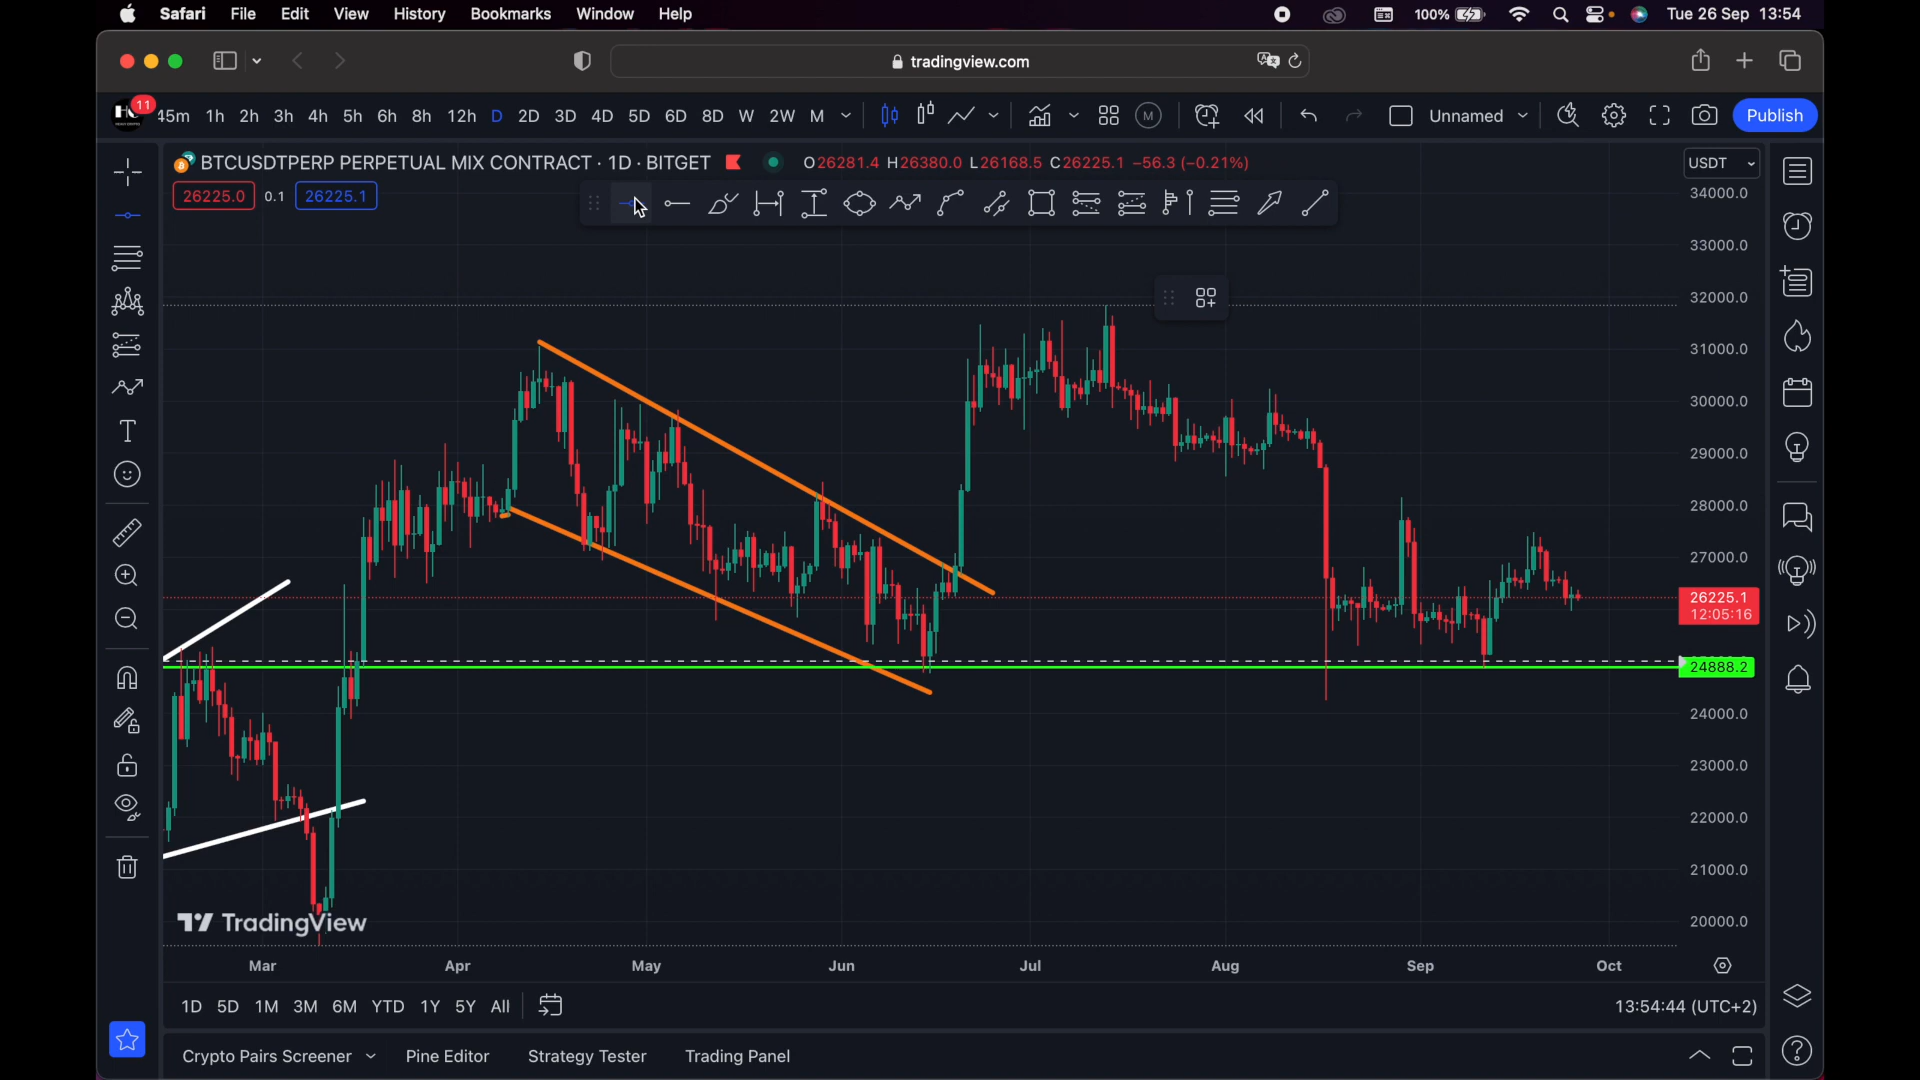 Safari File Edit View History Bookmarks Window Help 100% Tue 26 Sep 13:54
tradingview.com
11
45m 1h 2h 3h 4h 5h 6h 8h 12h D 2D 3D 4D 5D 6D 8D W 2W M M Unnamed Publish
BTCUSDTPERP PERPETUAL MIX CONTRACT · 1D · BITGET O26281.4 H26380.0 L26168.5 C26225.1 −56.3 (−0.21%)
USDT
26225.0 0.1 26225.1
34000.0
33000.0
32000.0
31000.0
30000.0
29000.0
28000.0
27000.0
26225.1
12:05:16
24888.2
24000.0
23000.0
22000.0
21000.0
20000.0
TradingView
Mar Apr May Jun Jul Aug Sep Oct
1D 5D 1M 3M 6M YTD 1Y 5Y All 13:54:44 (UTC+2)
Crypto Pairs Screener Pine Editor Strategy Tester Trading Panel